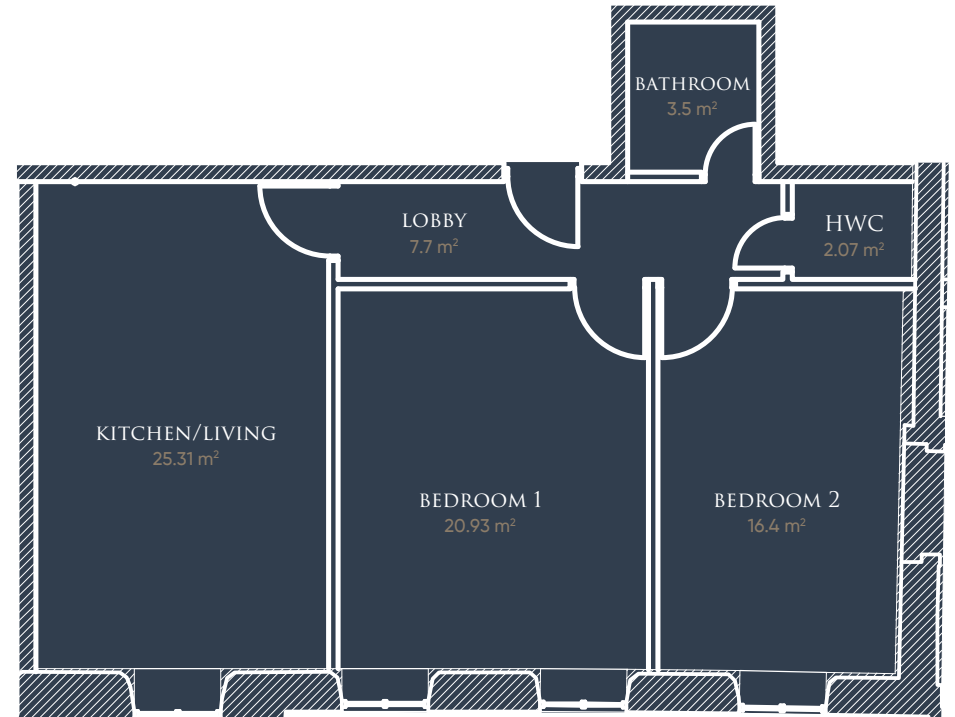 BATHROOM
3.5 m²
LOBBY
7.7 m²
HWC
2.07 m²
KITCHEN/LIVING
25.31 m²
BEDROOM 1
20.93 m²
BEDROOM 2
16.4 m²